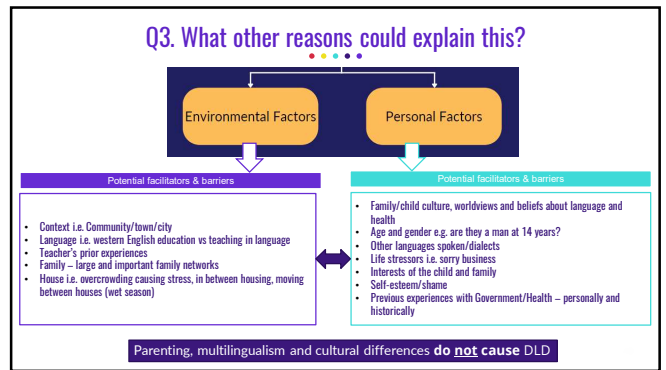 Q3. What other reasons could explain this?
Environmental Factors
Personal Factors
Potential facilitators & barriers
• Context i.e. Community/town/city
• Language i.e. western English education vs teaching in language
• Teacher's prior experiences
• Family – large and important family networks
• House i.e. overcrowding causing stress, in between housing, moving
between houses (wet season)
Potential facilitators & barriers
• Family/child culture, worldviews and beliefs about language and
health
• Age and gender e.g. are they a man at 14 years?
• Other languages spoken/dialects
• Life stressors i.e. sorry business
• Interests of the child and family
• Self-esteem/shame
• Previous experiences with Government/Health – personally and
historically
Parenting, multilingualism and cultural differences do not cause DLD